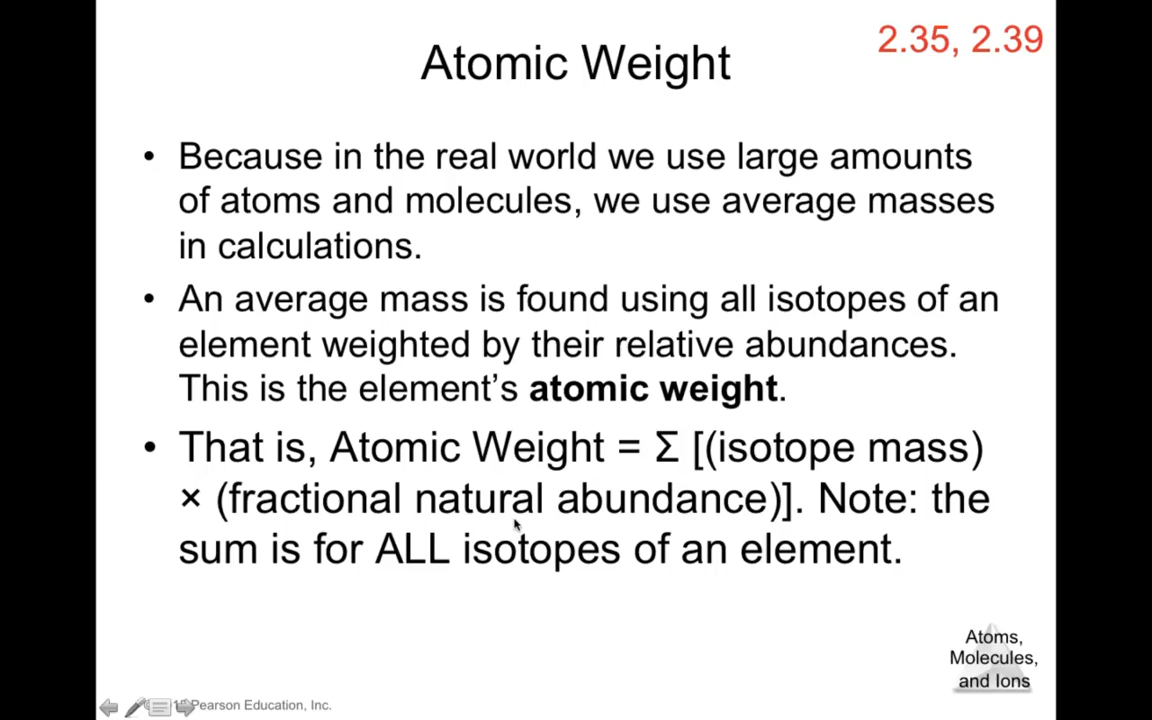 2.35, 2.39
Atomic Weight
• Because in the real world we use large amounts
of atoms and molecules, we use average masses
in calculations.
• An average mass is found using all isotopes of an
element weighted by their relative abundances.
This is the element’s atomic weight.
• That is, Atomic Weight = Σ [(isotope mass)
× (fractional natural abundance)]. Note: the
sum is for ALL isotopes of an element.
Atoms,
Molecules,
and Ions
Pearson Education, Inc.